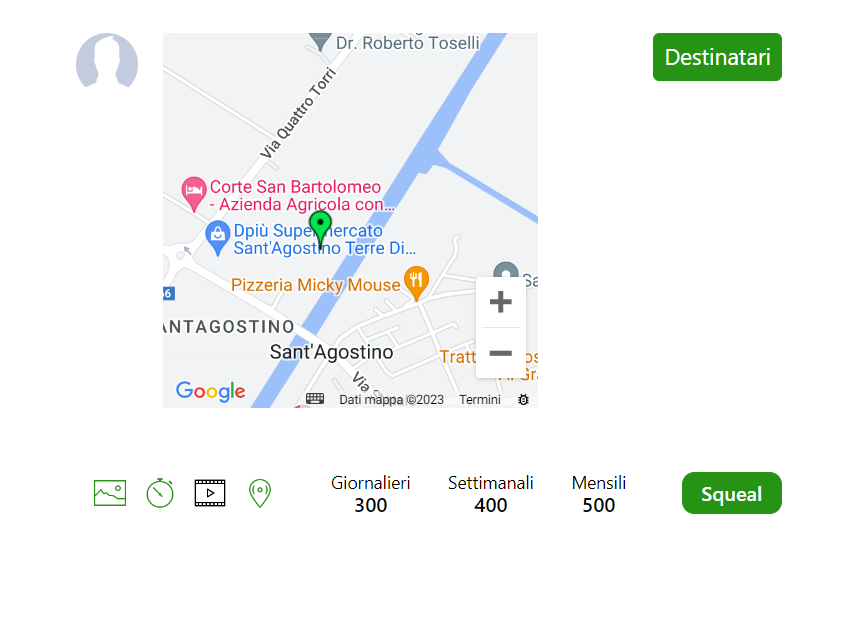 Dr. Roberto Toselli
Destinatari
Via Quattro Torri
Corte San Bartolomeo
- Azienda Agricola con...
Dpiù Supermercato
Sant'Agostino Terre Di...
Pizzeria Micky Mouse
Sa
6
ANTAGOSTINO
Sant'Agostino
Tratt
Via
Google
Dati mappa ©2023
Termini
Giornalieri
Settimanali
Mensili
300
400
500
Squeal